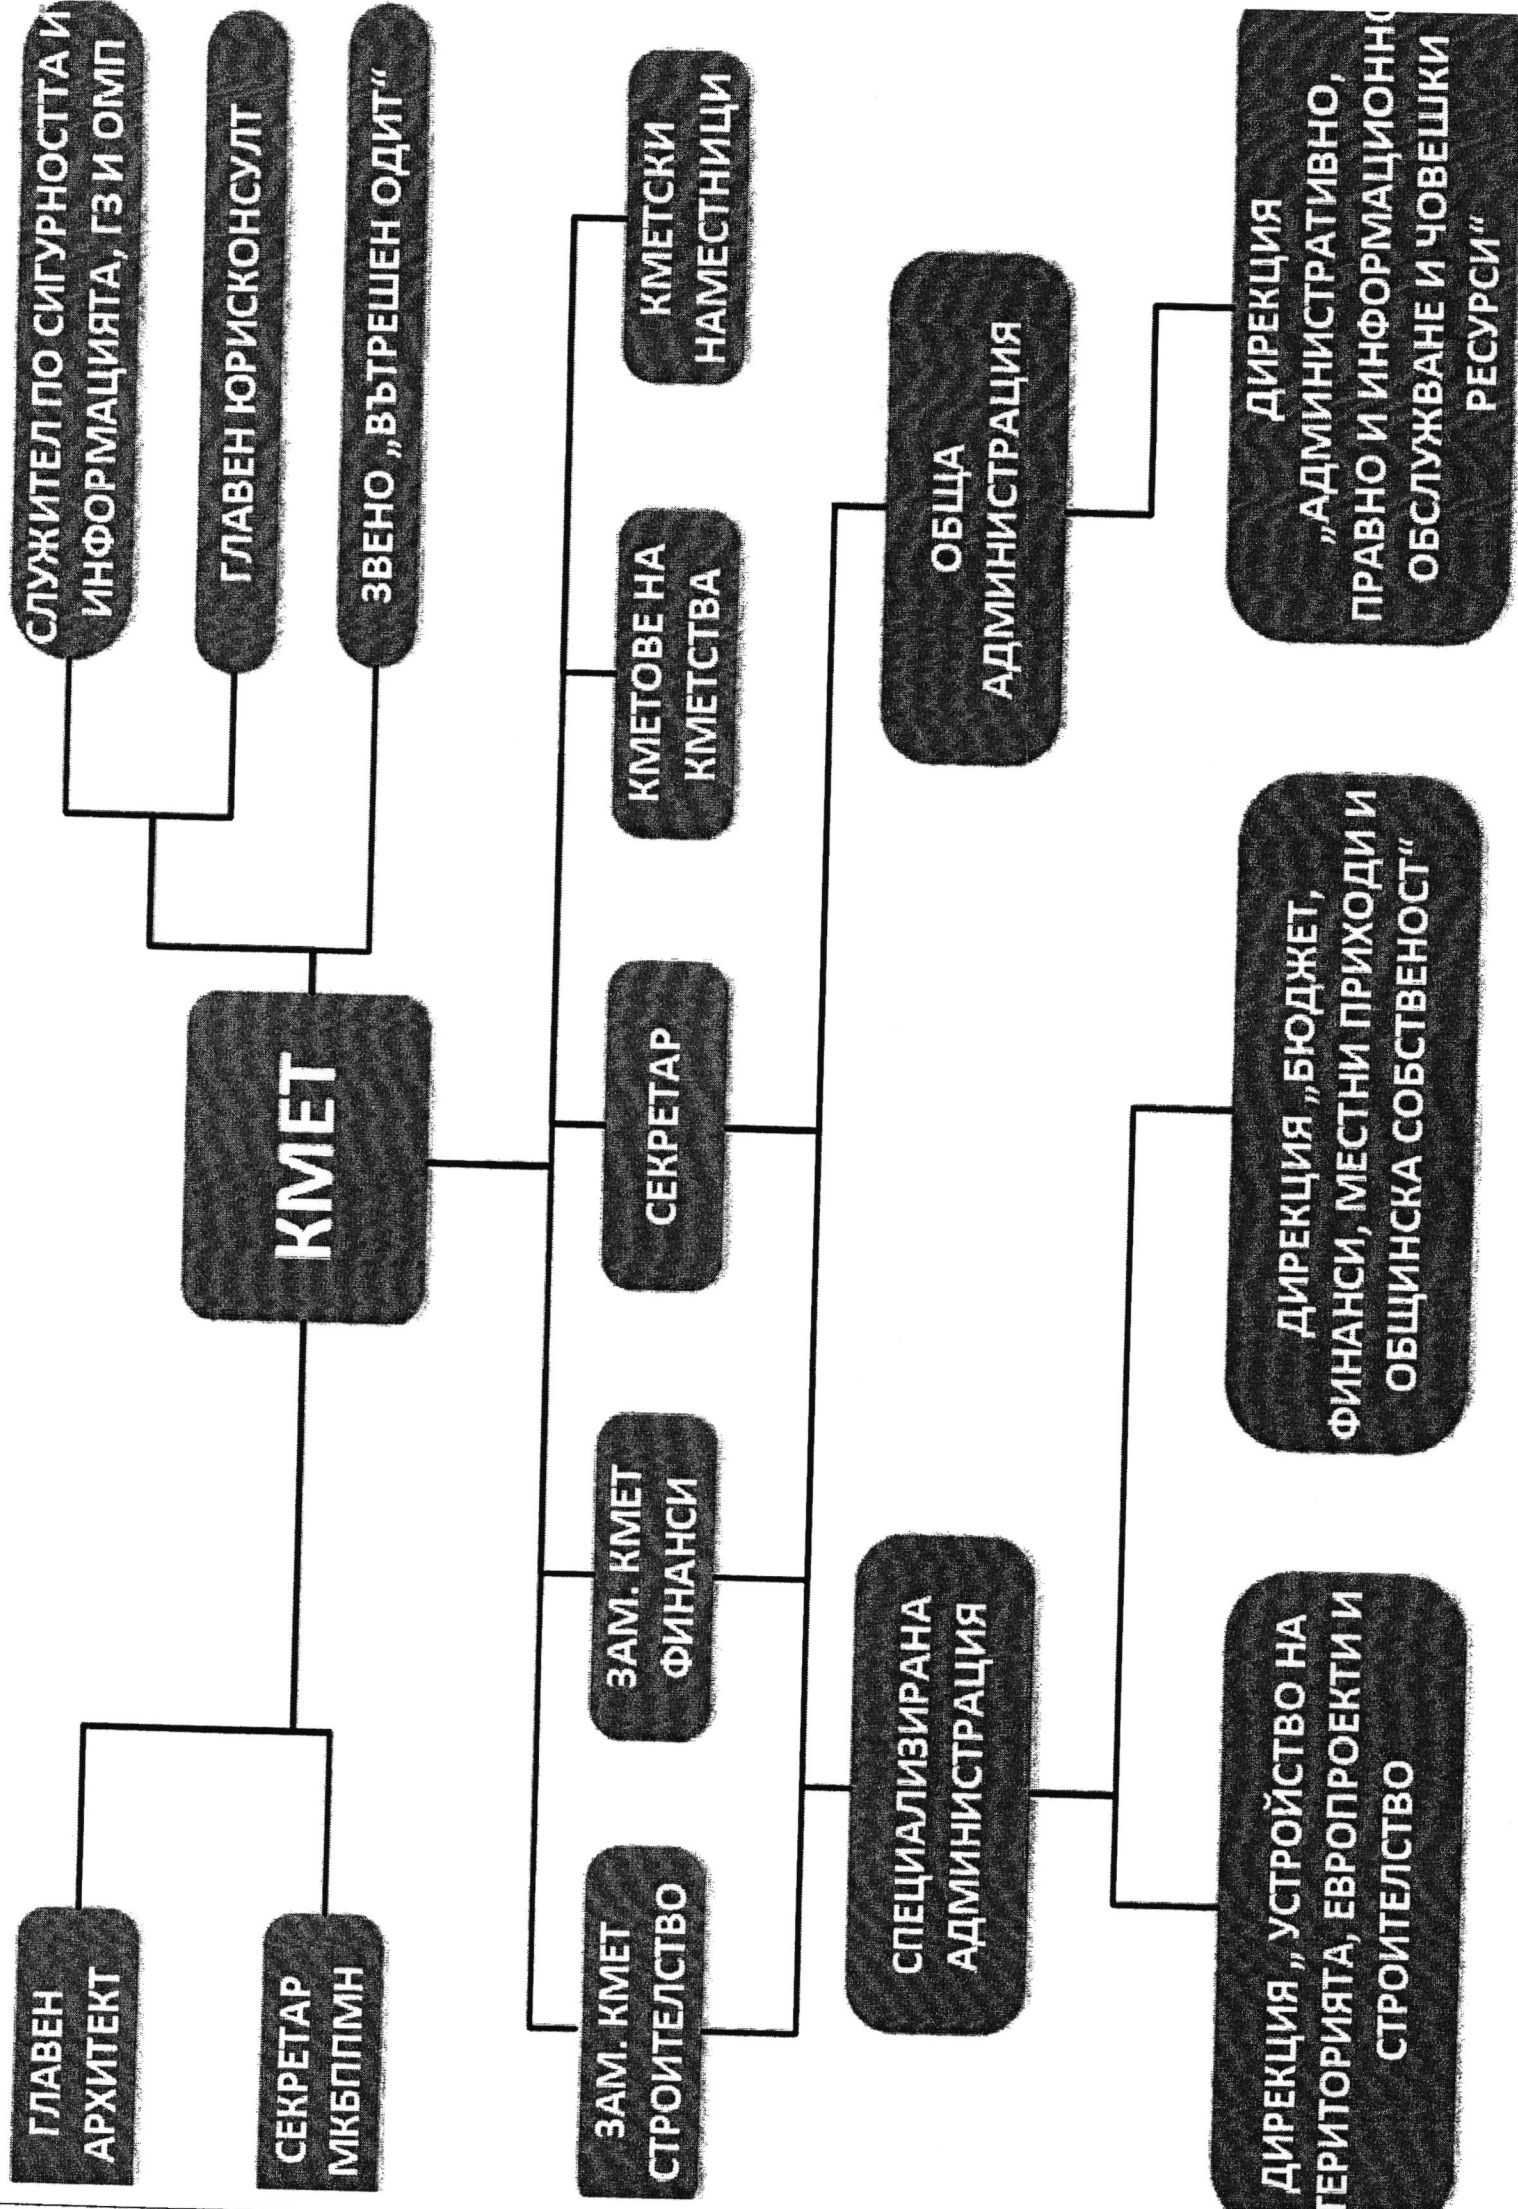 ГЛАВЕН
АРХИТЕКТ
СЕКРЕТАР
МКБППМН
КМЕТ
СЛУЖИТЕЛ ПО СИГУРНОСТТА И
ИНФОРМАЦИЯТА, ГЗ И ОМП
ГЛАВЕН ЮРИСКОНСУЛТ
ЗВЕНО „ВЪТРЕШЕН ОДИТ“
ЗАМ. КМЕТ
СТРОИТЕЛСТВО
ЗАМ. КМЕТ
ФИНАНСИ
СЕКРЕТАР
КМЕТОВЕ НА
КМЕТСТВА
КМЕТСКИ
НАМЕСТНИЦИ
СПЕЦИАЛИЗИРАНА
АДМИНИСТРАЦИЯ
ОБЩА
АДМИНИСТРАЦИЯ
ДИРЕКЦИЯ „ УСТРОЙСТВО НА
ТЕРИТОРИЯТА, ЕВРОПРОЕКТИ И
СТРОИТЕЛСТВО
ДИРЕКЦИЯ „БЮДЖЕТ,
ФИНАНСИ, МЕСТНИ ПРИХОДИ И
ОБЩИНСКА СОБСТВЕНОСТ“
ДИРЕКЦИЯ
„АДМИНИСТРАТИВНО,
ПРАВНО И ИНФОРМАЦИОННО
ОБСЛУЖВАНЕ И ЧОВЕШКИ
РЕСУРСИ“